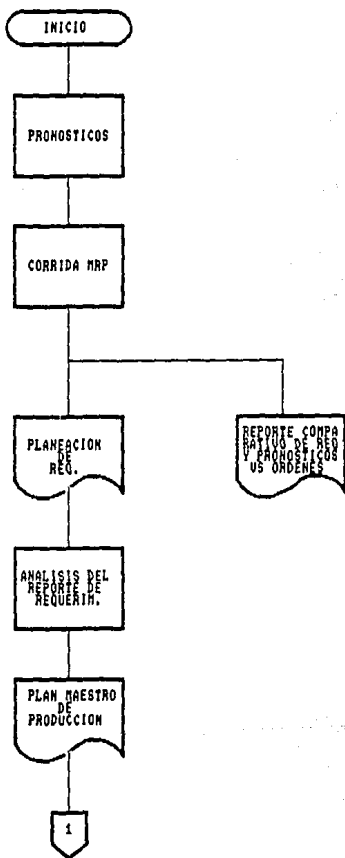 INICIO
PRONOSTICOS
CORRIDA MRP
PLANEACION
DE
REQ.
REPORTE COMPA
RATIVO DE REQ
Y PRONOSTICOS
VS ORDENES
ANALISIS DEL
REPORTE DE
REQUERIM.
PLAN MAESTRO
DE
PRODUCCION
1